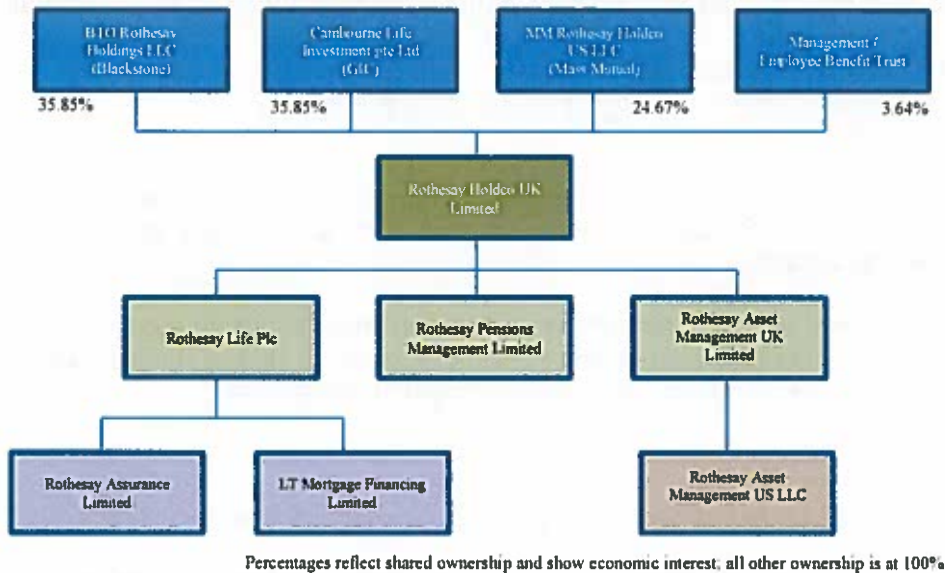 BTO Rothesay
Holdings LLC
(Blackstone)
Cambourne Life
Investment pte Ltd
(GIC)
MM Rothesay Holdco
US LLC
(Mass Mutual)
Management /
Employee Benefit Trust
35.85%
35.85%
24.67%
3.64%
Rothesay Holdco UK
Limited
Rothesay Life Plc
Rothesay Pensions
Management Limited
Rothesay Asset
Management UK
Limited
Rothesay Assurance
Limited
LT Mortgage Financing
Limited
Rothesay Asset
Management US LLC
Percentages reflect shared ownership and show economic interest; all other ownership is at 100%